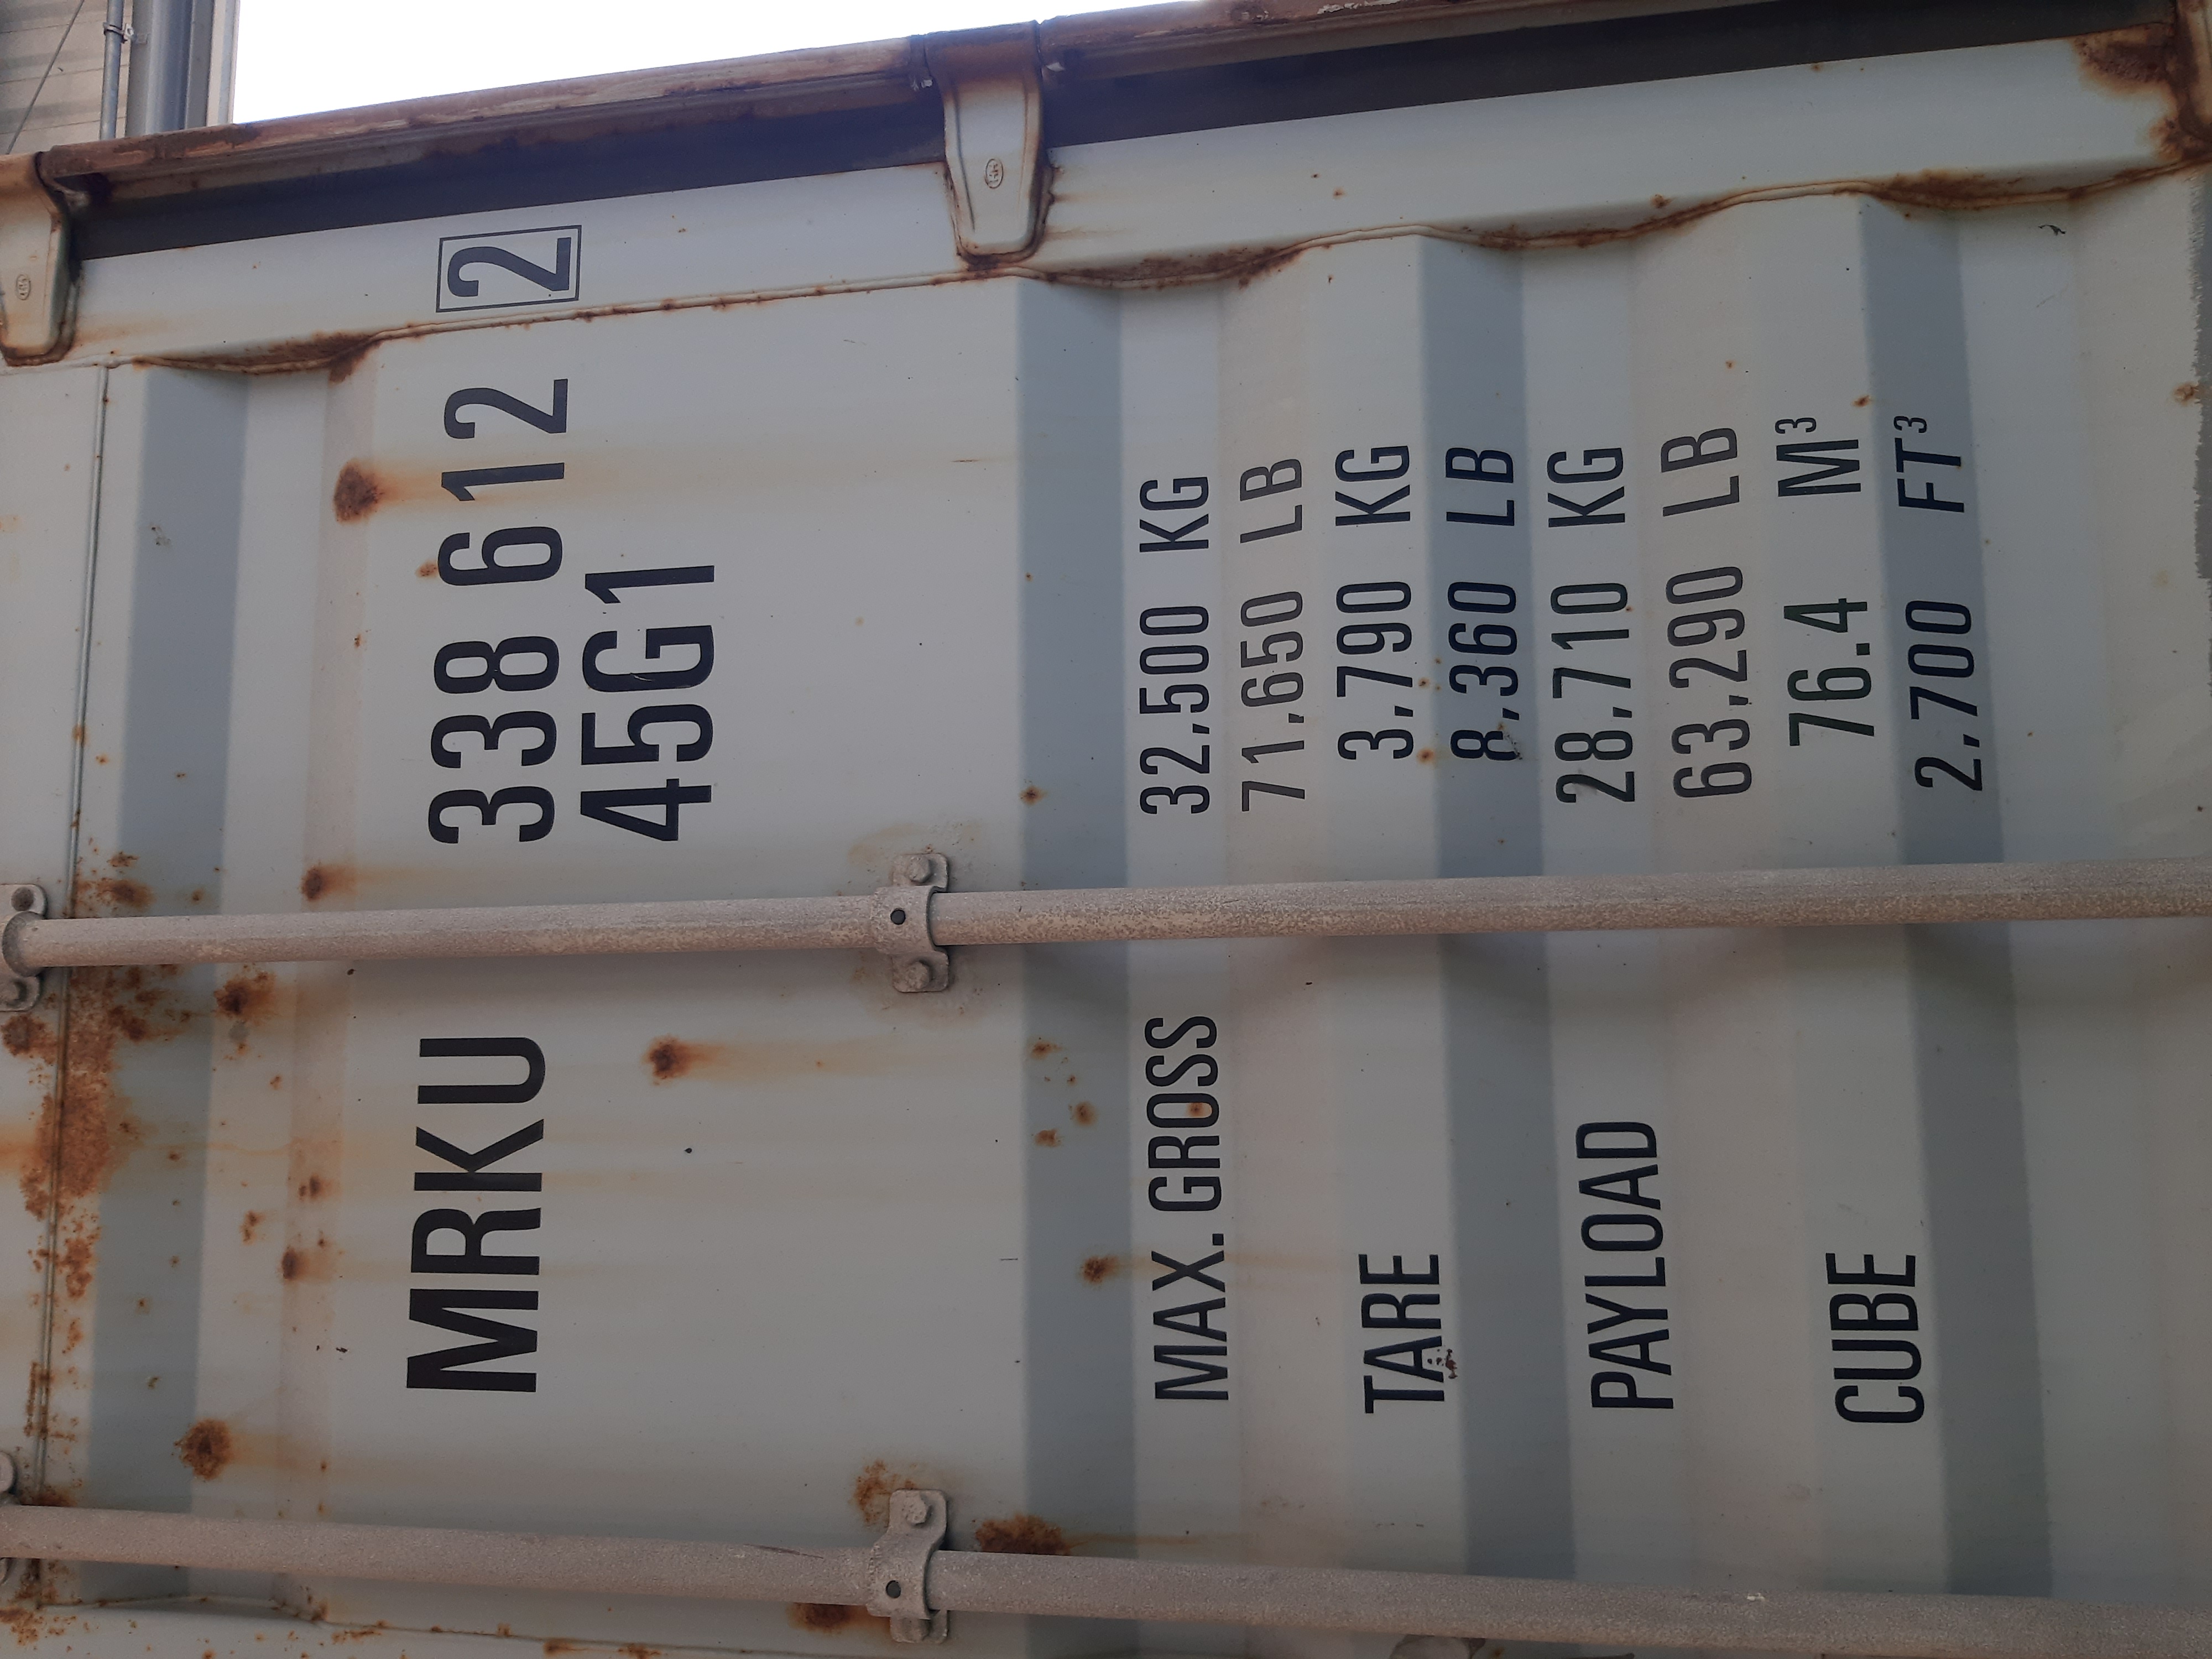 MRKU 338 612 2
45G1
MAX. GROSS 32,500 KG
71,650 LB
TARE 3,790 KG
8,360 LB
PAYLOAD 28,710 KG
63,290 LB
CUBE 76.4 M³
2,700 FT³